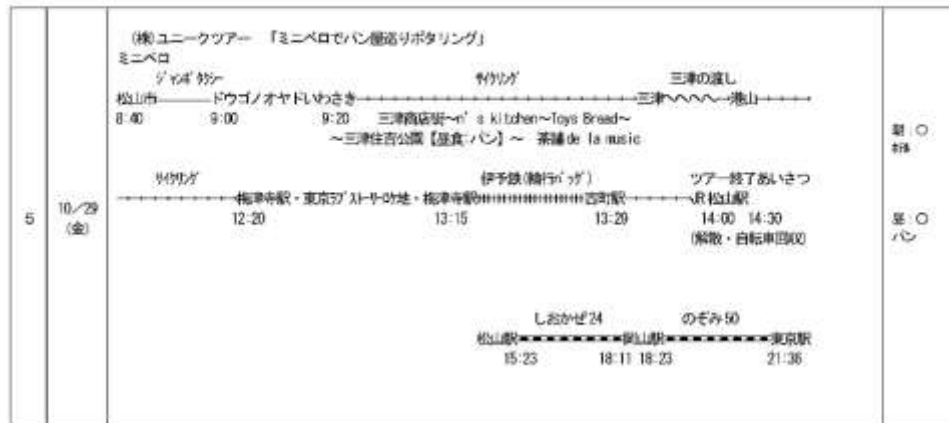 (株)ユニークツアー 「ミニベロでパン屋巡りポタリング」
ミニベロ
ジャンボタクシー サイクリング 三津の渡し
松山市 ドウゴノオヤドいわさき 三津 港山
8:40 9:00 9:20 三津商店街~n's kitchen~Toys Bread~
~三津住吉公園【昼食:パン】~ 茶舗 de la music
朝:○
ホテル
サイクリング 伊予鉄(輪行バッグ) ツアー終了あいさつ
梅津寺駅・東京ラブストーリーロケ地・梅津寺駅 古町駅 JR松山駅
5 10/29 12:20 13:15 13:29 14:00 14:30 昼:○
(金) (解散・自転車回収) パン
しおかぜ24 のぞみ50
松山駅 岡山駅 東京駅
15:23 18:11 18:23 21:36